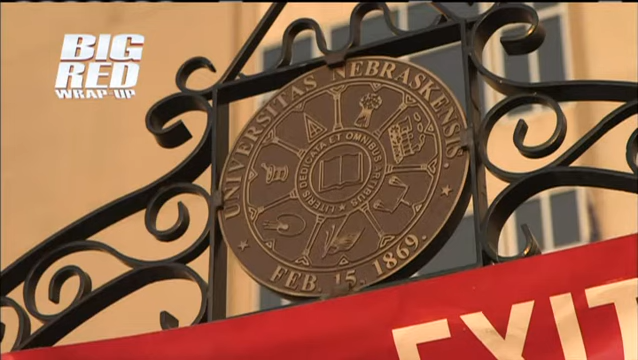 BIG
RED
WRAP-UP
UNIVERSITAS NEBRASKENSIS
LITERIS DEDICATA ET OMNIBUS ARTIBUS
FEB. 15, 1869.
EXIT